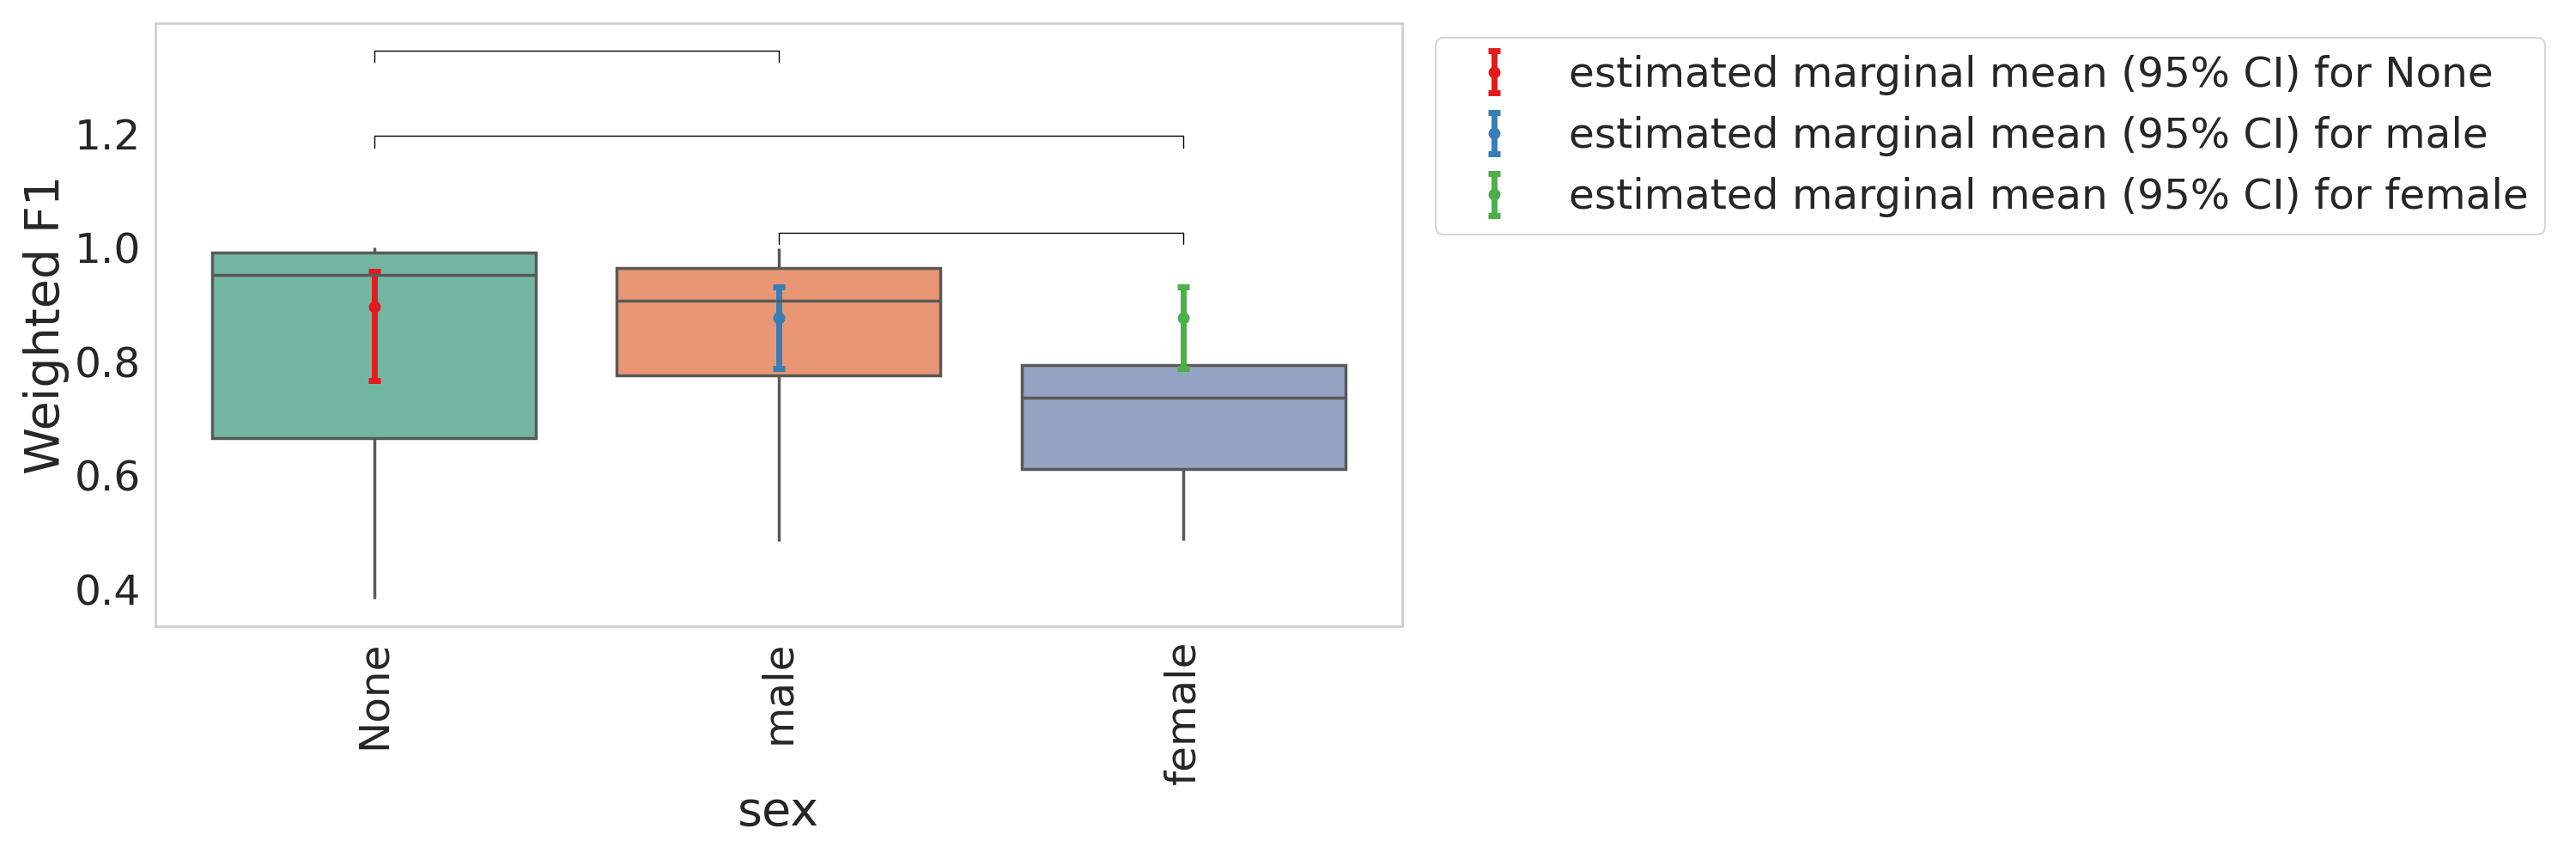 Weighted F1
1.2
1.0
0.8
0.6
0.4
None
male
female
sex
estimated marginal mean (95% CI) for None
estimated marginal mean (95% CI) for male
estimated marginal mean (95% CI) for female